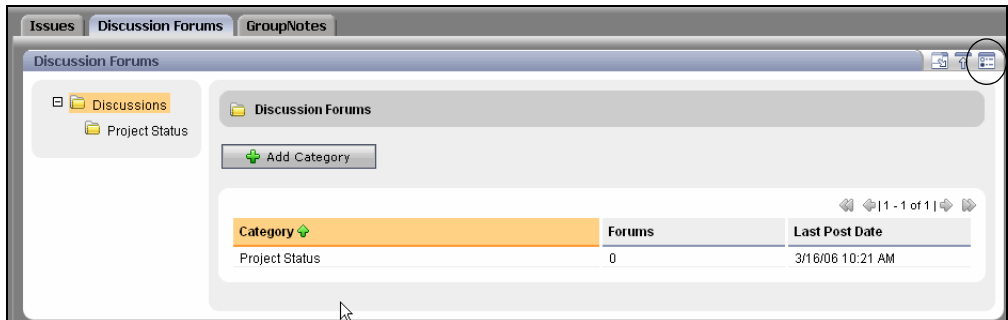 Issues Discussion Forums GroupNotes
Discussion Forums
Discussions
Project Status
Discussion Forums
Add Category
|1 - 1 of 1|
Category Forums Last Post Date
Project Status 0 3/16/06 10:21 AM